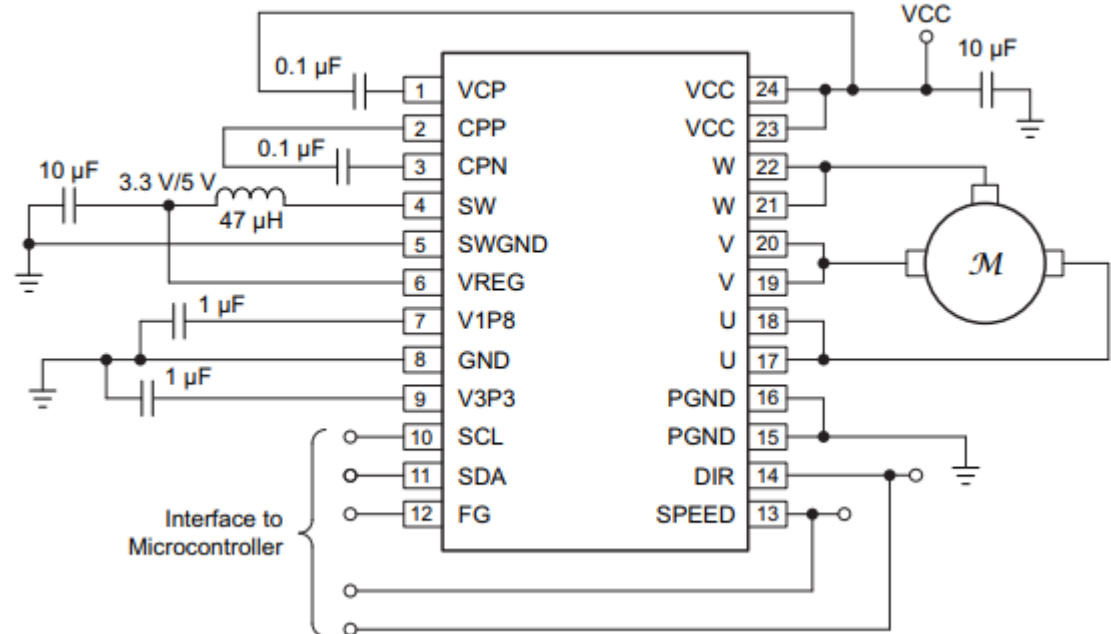 VCC
10 µF
0.1 µF
1 VCP VCC 24
2 CPP VCC 23
0.1 µF
3 CPN W 22
10 µF
3.3 V/5 V
47 µH
4 SW W 21
5 SWGND V 20
6 VREG V 19
1 µF
7 V1P8 U 18
8 GND U 17
1 µF
9 V3P3 PGND 16
10 SCL PGND 15
11 SDA DIR 14
12 FG SPEED 13
Interface to
Microcontroller
M